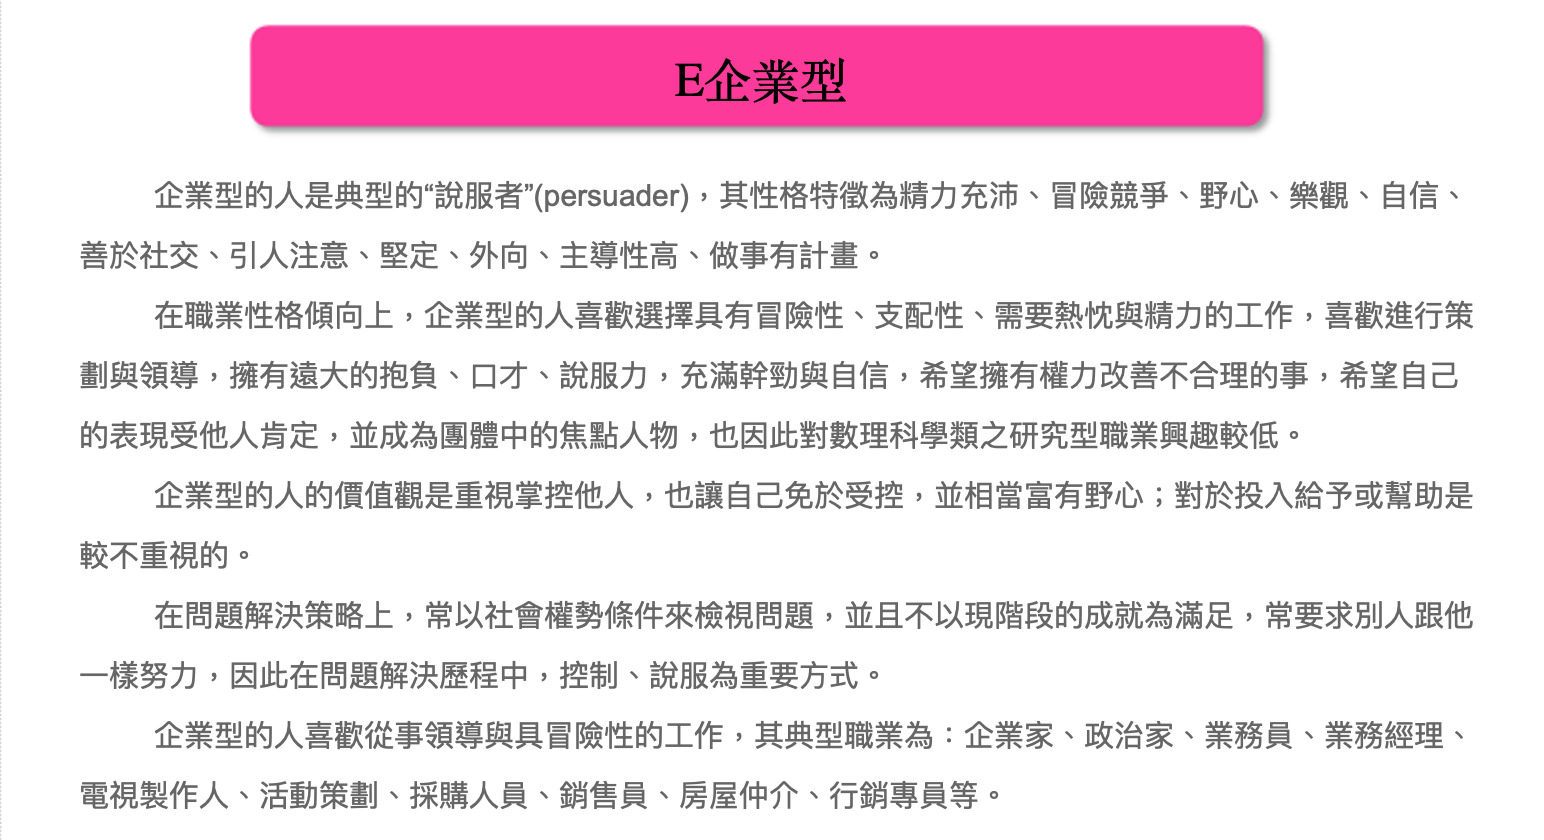 E企業型
企業型的人是典型的“說服者”(persuader)，其性格特徵為精力充沛、冒險競爭、野心、樂觀、自信、
善於社交、引人注意、堅定、外向、主導性高、做事有計畫。
在職業性格傾向上，企業型的人喜歡選擇具有冒險性、支配性、需要熱忱與精力的工作，喜歡進行策
劃與領導，擁有遠大的抱負、口才、說服力，充滿幹勁與自信，希望擁有權力改善不合理的事，希望自己
的表現受他人肯定，並成為團體中的焦點人物，也因此對數理科學類之研究型職業興趣較低。
企業型的人的價值觀是重視掌控他人，也讓自己免於受控，並相當富有野心；對於投入給予或幫助是
較不重視的。
在問題解決策略上，常以社會權勢條件來檢視問題，並且不以現階段的成就為滿足，常要求別人跟他
一樣努力，因此在問題解決歷程中，控制、說服為重要方式。
企業型的人喜歡從事領導與具冒險性的工作，其典型職業為：企業家、政治家、業務員、業務經理、
電視製作人、活動策劃、採購人員、銷售員、房屋仲介、行銷專員等。